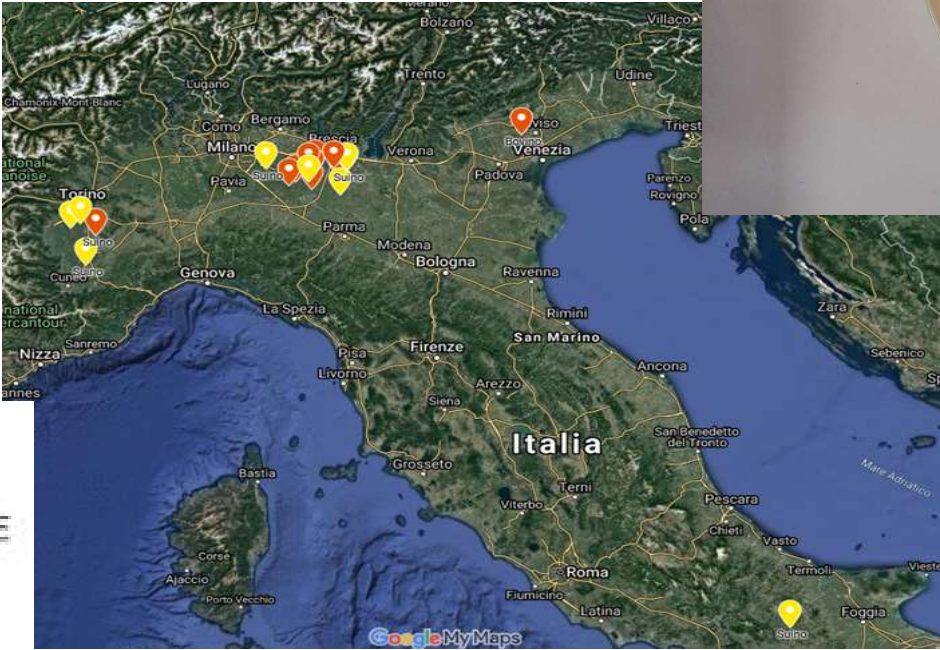 Merano
Bolzano
Villaco
Trento
Udine
Lugano
Chamonix-Mont-Blanc
Como
Bergamo
Brescia
Milano
Verona
Venezia
Triest
Padova
Bovino
Suino
Suino
Pavia
Parenzo
Rovigno
Pola
Torino
Parma
Modena
Bologna
Suino
Suino
Cuneo
Genova
Ravenna
La Spezia
Rimini
Zara
San Marino
Sanremo
Nizza
Pisa
Firenze
Livorno
Ancona
Sebenico
Arezzo
Siena
San Benedetto
del Tronto
Italia
Grosseto
Bastia
Terni
Mare Adriatico
Viterbo
Pescara
Chieti
Vasto
Corse
Roma
Termoli
Ajaccio
Fiumicino
Porto Vecchio
Latina
Foggia
Suino
Google My Maps